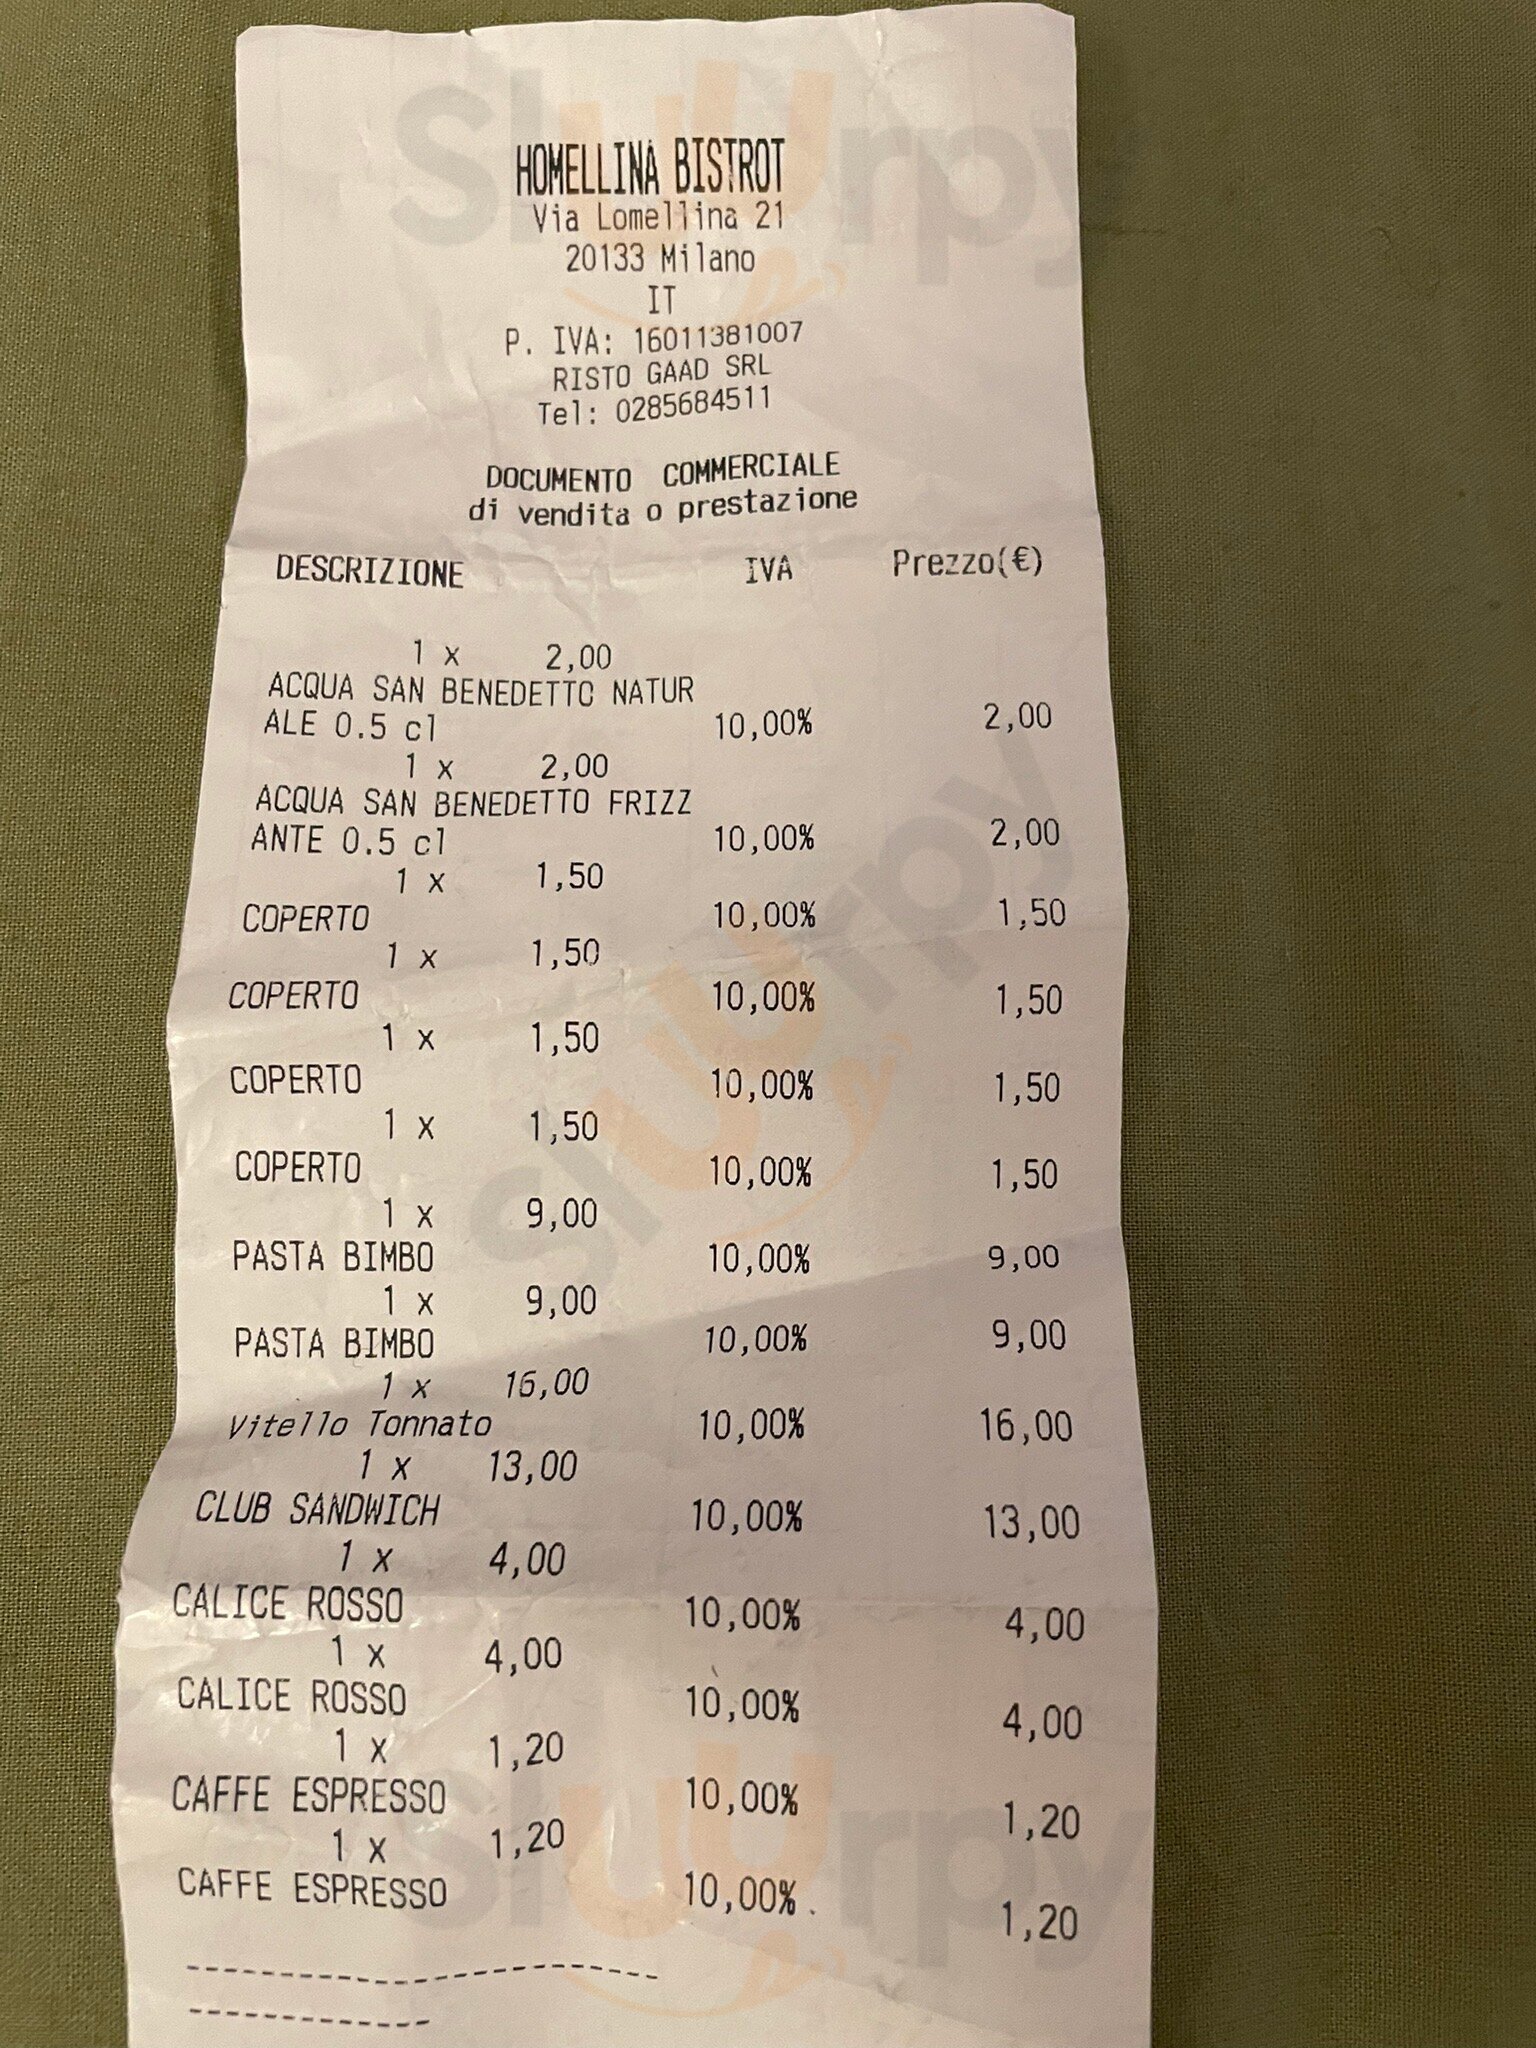 HOMELLINA BISTROT
Via Lomellina 21
20133 Milano
IT
P. IVA: 16011381007
RISTO GAAD SRL
Tel: 0285684511
DOCUMENTO COMMERCIALE
di vendita o prestazione
DESCRIZIONE IVA Prezzo(€)
1 x 2,00
ACQUA SAN BENEDETTO NATUR
ALE 0.5 cl 10,00% 2,00
1 x 2,00
ACQUA SAN BENEDETTO FRIZZ
ANTE 0.5 cl 10,00% 2,00
1 x 1,50
COPERTO 10,00% 1,50
1 x 1,50
COPERTO 10,00% 1,50
1 x 1,50
COPERTO 10,00% 1,50
1 x 1,50
COPERTO 10,00% 1,50
1 x 9,00
PASTA BIMBO 10,00% 9,00
1 x 9,00
PASTA BIMBO 10,00% 9,00
1 x 16,00
Vitello Tonnato 10,00% 16,00
1 x 13,00
CLUB SANDWICH 10,00% 13,00
1 x 4,00
CALICE ROSSO 10,00% 4,00
1 x 4,00
CALICE ROSSO 10,00% 4,00
1 x 1,20
CAFFE ESPRESSO 10,00% 1,20
1 x 1,20
CAFFE ESPRESSO 10,00% 1,20
Sluurpy
Sluurpy
Sluurpy